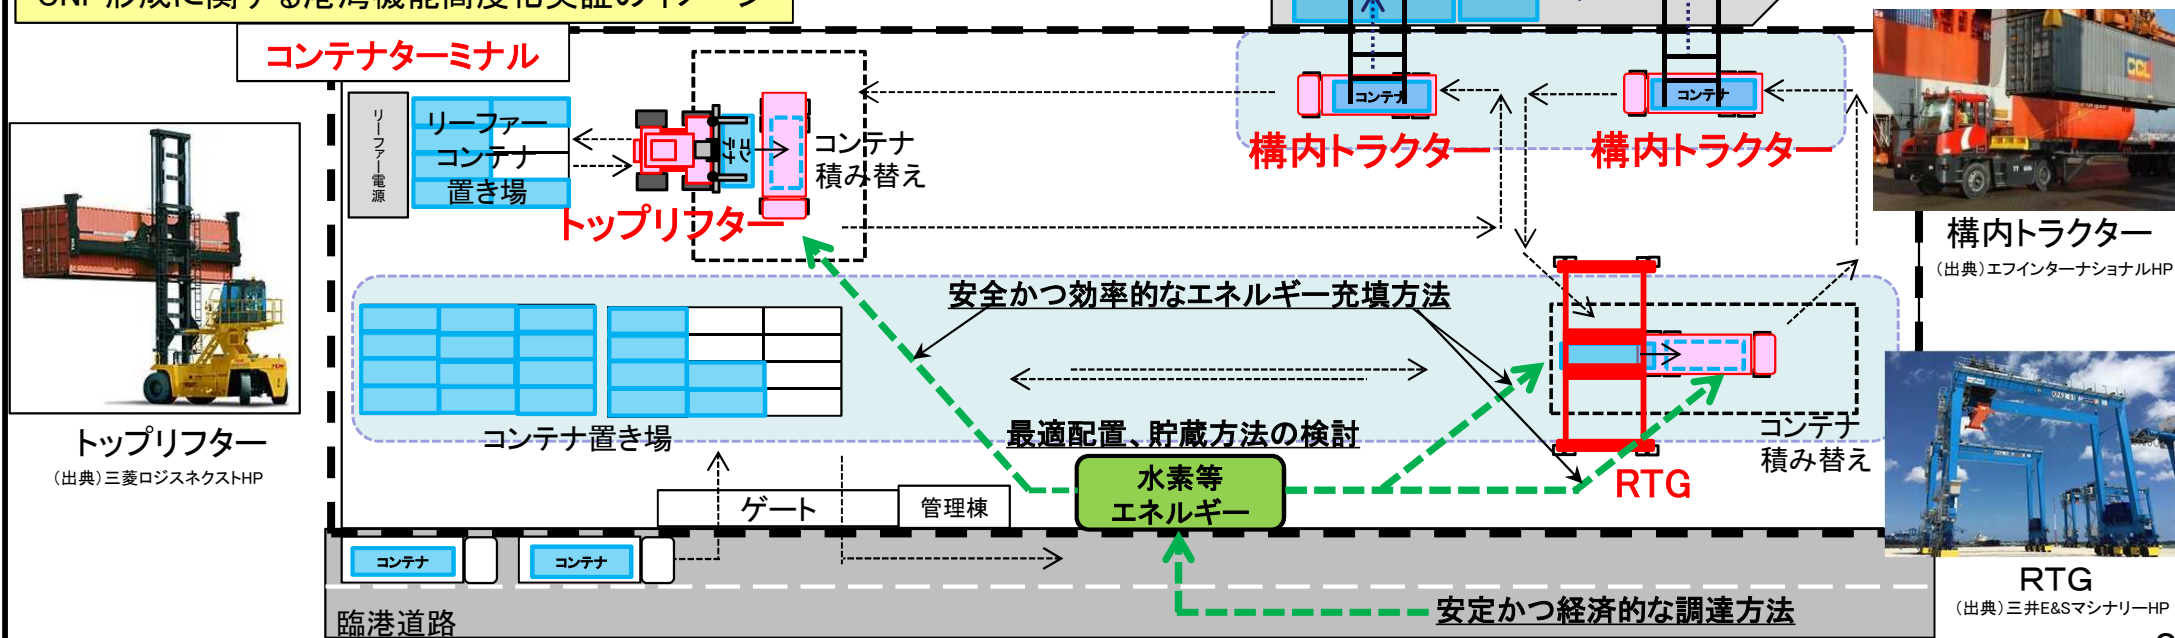 コンテナターミナル
リーファー電源
リーファー
コンテナ
置き場
コンテナ
コンテナ
積み替え
トップリフター
コンテナ
構内トラクター
コンテナ
構内トラクター
構内トラクター
(出典)エフインターナショナルHP
安全かつ効率的なエネルギー充填方法
トップリフター
(出典)三菱ロジスネクストHP
コンテナ置き場
最適配置、貯蔵方法の検討
コンテナ
積み替え
RTG
水素等
エネルギー
ゲート
管理棟
コンテナ
コンテナ
臨港道路
安定かつ経済的な調達方法
RTG
(出典)三井E&SマシナリーHP